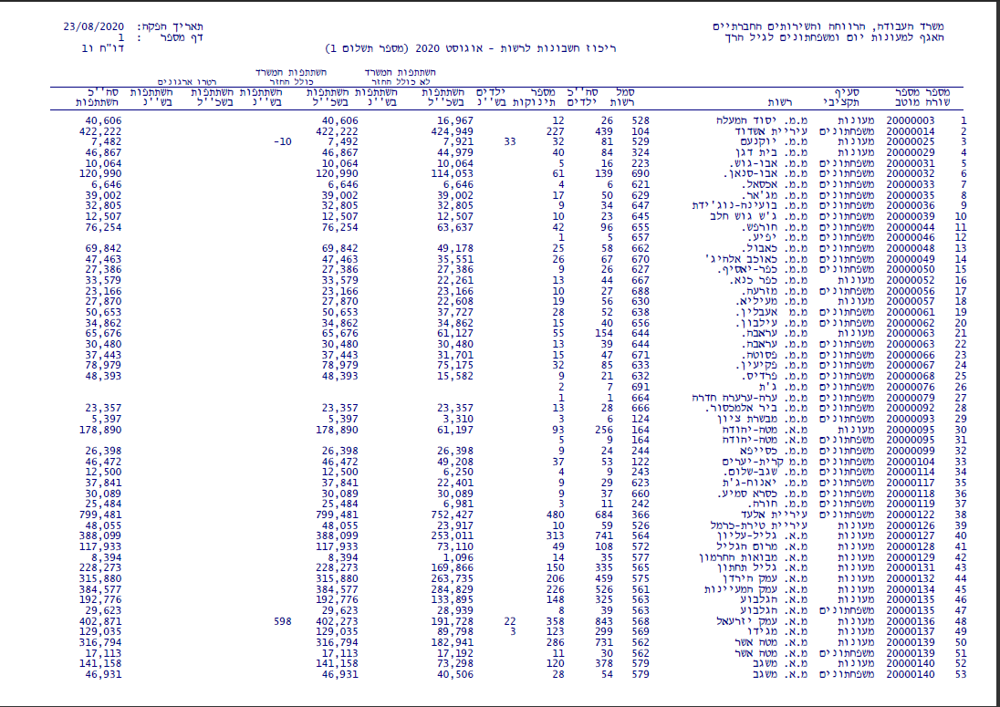 משרד העבודה, הרווחה והשירותים החברתיים תאריך הפקה: 23/08/2020
האגף למעונות יום ומשפחתונים לגיל הרך דף מספר : 1
ריכוז חשבונות לרשות - אוגוסט 2020 (מספר תשלום 1) דו"ח ו1
השתתפות המשרד השתתפות המשרד
לא כולל החזר כולל החזר רטרו ארגונים
מספר מספר סעיף סמל סה''כ מספר ילדים השתתפות השתתפות השתתפות השתתפות השתתפות השתתפות סה''כ
שורה מוטב תקציבי רשות רשות ילדים תינוקות בש''נ בשכ''ל בש''נ בשכ''ל בש''נ בשכ''ל בש''נ השתתפות
1 20000003 מעונות מ.מ. יסוד המעלה 528 26 12 16,967 40,606 40,606
2 20000014 משפחתונים עיריית אשדוד 104 439 227 424,949 422,222 422,222
3 20000025 מעונות מ.מ. יוקנעם 529 81 32 33 7,921 7,492 -10 7,482
4 20000029 מעונות מ.מ. בית דגן 324 84 40 44,979 46,867 46,867
5 20000031 משפחתונים מ.מ. אבו-גוש. 223 16 5 10,064 10,064 10,064
6 20000032 משפחתונים מ.מ. אבו-סנאן. 690 139 61 114,053 120,990 120,990
7 20000033 משפחתונים מ.מ. אכסאל. 621 6 4 6,646 6,646 6,646
8 20000035 משפחתונים מ.מ. מג'אר. 629 50 17 39,002 39,002 39,002
9 20000036 משפחתונים מ.מ. בועינה-נוג'ידת 647 34 9 32,805 32,805 32,805
10 20000039 משפחתונים מ.מ. ג'ש גוש חלב 645 23 10 12,507 12,507 12,507
11 20000044 משפחתונים מ.מ. חורפש. 655 96 42 63,637 76,254 76,254
12 20000046 משפחתונים מ.מ. יפיע. 657 5 1
13 20000048 משפחתונים מ.מ. כאבול. 662 58 25 49,178 69,842 69,842
14 20000049 משפחתונים מ.מ. כאוכב אלהיג' 670 67 26 35,551 47,463 47,463
15 20000050 משפחתונים מ.מ. כפר-יאסיף. 627 26 9 27,386 27,386 27,386
16 20000052 מעונות מ.מ. כפר כנא. 667 44 13 22,261 33,579 33,579
17 20000056 משפחתונים מ.מ. מזרעה. 688 27 10 23,166 23,166 23,166
18 20000057 מעונות מ.מ. מעיליא. 630 56 19 22,608 27,870 27,870
19 20000061 משפחתונים מ.מ אעבלין. 638 52 28 37,727 50,653 50,653
20 20000062 משפחתונים מ.מ. עילבון. 656 40 15 34,862 34,862 34,862
21 20000063 מעונות מ.מ. עראבה. 644 154 55 61,127 65,676 65,676
22 20000063 משפחתונים מ.מ. עראבה. 644 39 13 30,480 30,480 30,480
23 20000066 משפחתונים מ.מ. פסוטה. 671 47 15 31,701 37,443 37,443
24 20000067 משפחתונים מ.מ. פקיעין. 633 85 32 75,175 78,979 78,979
25 20000068 משפחתונים מ.מ. פרדיס. 632 21 9 15,582 48,393 48,393
26 20000076 משפחתונים מ.מ. ג'ת 691 7 2
27 20000079 משפחתונים מ.מ. ערה-ערערה חדרה 664 1 1
28 20000092 משפחתונים מ.מ. ביר אלמכסור. 666 28 13 23,357 23,357 23,357
29 20000093 משפחתונים מ.מ. מבשרת ציון 124 6 3 3,310 5,397 5,397
30 20000095 מעונות מ.א. מטה-יהודה 164 256 93 61,197 178,890 178,890
31 20000095 משפחתונים מ.א. מטה-יהודה 164 9 5
32 20000099 משפחתונים מ.מ. כסייפא 244 24 9 26,398 26,398 26,398
33 20000104 משפחתונים מ.מ קרית-יערים 122 53 37 49,208 46,472 46,472
34 20000114 משפחתונים מ.מ. שגב-שלום. 243 9 4 6,250 12,500 12,500
35 20000117 משפחתונים מ.מ. יאנוח-ג'ת 623 29 9 22,401 37,841 37,841
36 20000118 משפחתונים מ.מ. כסרא סמיע. 660 37 9 30,089 30,089 30,089
37 20000119 משפחתונים מ.מ. חורה. 242 11 3 6,981 25,484 25,484
38 20000122 משפחתונים עיריית אלעד 366 684 480 752,427 799,481 799,481
39 20000126 מעונות עיריית טירת-כרמל 526 59 10 23,917 48,055 48,055
40 20000127 מעונות מ.א. גליל-עליון 564 741 313 253,011 388,099 388,099
41 20000128 מעונות מ.א. מרום הגליל 572 108 49 73,110 117,933 117,933
42 20000129 מעונות מ.א. מבואות החרמון 577 35 14 1,096 8,394 8,394
43 20000131 מעונות מ.א. גליל תחתון 565 335 150 169,866 228,273 228,273
44 20000132 מעונות מ.א. עמק הירדן 575 459 206 263,735 315,880 315,880
45 20000134 מעונות מ.א. עמק המעיינות 561 526 226 284,829 384,577 384,577
46 20000135 מעונות מ.א. הגלבוע 563 325 148 133,895 192,776 192,776
47 20000135 משפחתונים מ.א. הגלבוע 563 39 8 28,939 29,623 29,623
48 20000136 מעונות מ.א. עמק יזרעאל 568 843 358 22 191,728 402,273 598 402,871
49 20000137 מעונות מ.א. מגידו 569 299 123 3 89,798 129,035 129,035
50 20000139 מעונות מ.א. מטה אשר 562 731 286 182,941 316,794 316,794
51 20000139 משפחתונים מ.א. מטה אשר 562 30 11 17,192 17,113 17,113
52 20000140 מעונות מ.א. משגב 579 378 120 73,298 141,158 141,158
53 20000140 משפחתונים מ.א. משגב 579 54 28 40,506 46,931 46,931